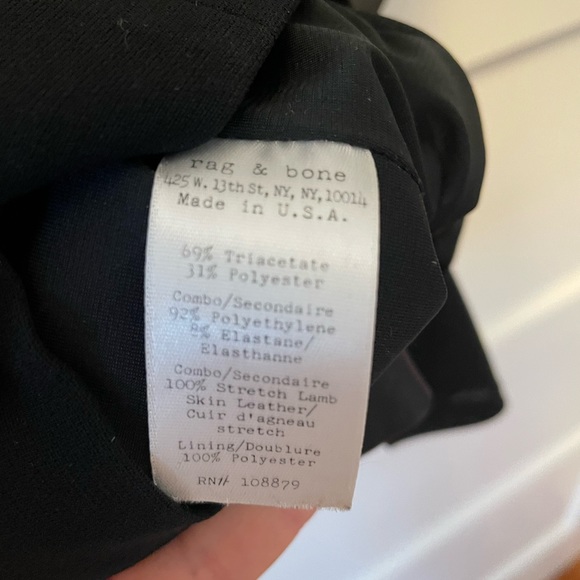 rag & bone
425 W. 13th St, NY, NY, 10014
Made in U.S.A.
69% Triacetate
31% Polyester
Combo/Secondaire
92% Polyethylene
8% Elastane/
Elasthanne
Combo/Secondaire
100% Stretch Lamb
Skin Leather/
Cuir d'agneau
stretch
Lining/Doublure
100% Polyester
RN# 108879